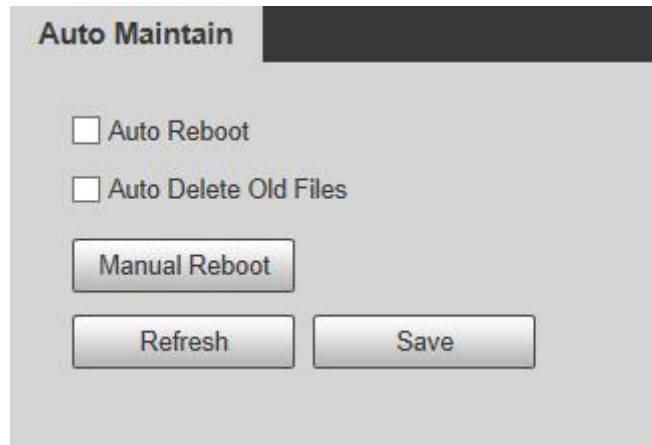 Auto Maintain
Auto Reboot
Auto Delete Old Files
Manual Reboot
Refresh Save